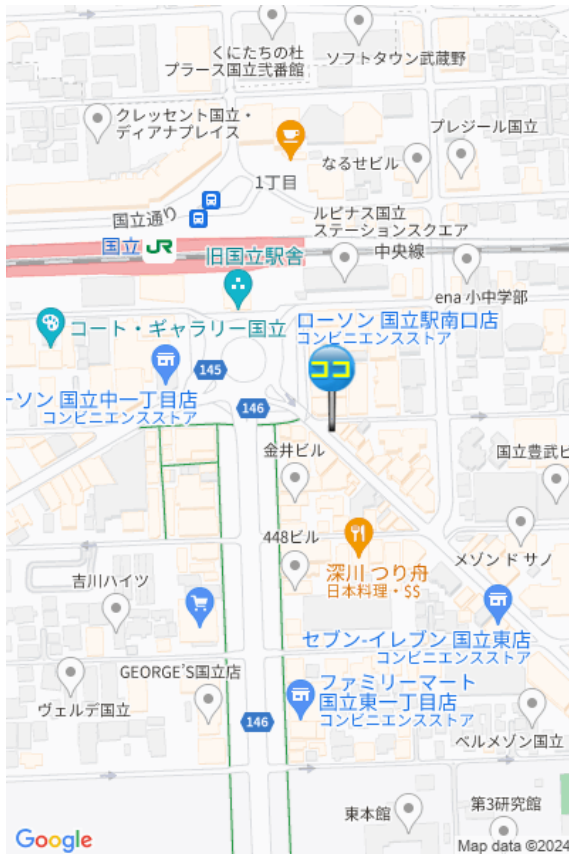 くにたちの杜
プラース国立弐番館
ソフトタウン武蔵野
クレッセント国立・
ディアナプレイス
プレジール国立
なるせビル
1丁目
国立通り
ルピナス国立
ステーションスクエア
国立
JR
中央線
旧国立駅舎
ena 小中学部
コート・ギャラリー国立
ローソン 国立駅南口店
コンビニエンスストア
145
ココ
ーソン 国立中一丁目店
コンビニエンスストア
146
金井ビル
国立豊武ビ
448ビル
メゾン ド サノ
深川 つり舟
日本料理・$$
吉川ハイツ
セブン-イレブン 国立東店
コンビニエンスストア
GEORGE'S国立店
ファミリーマート
国立東一丁目店
コンビニエンスストア
ヴェルデ国立
146
ベルメゾン国立
東本館
第3研究館
Google
Map data ©2024